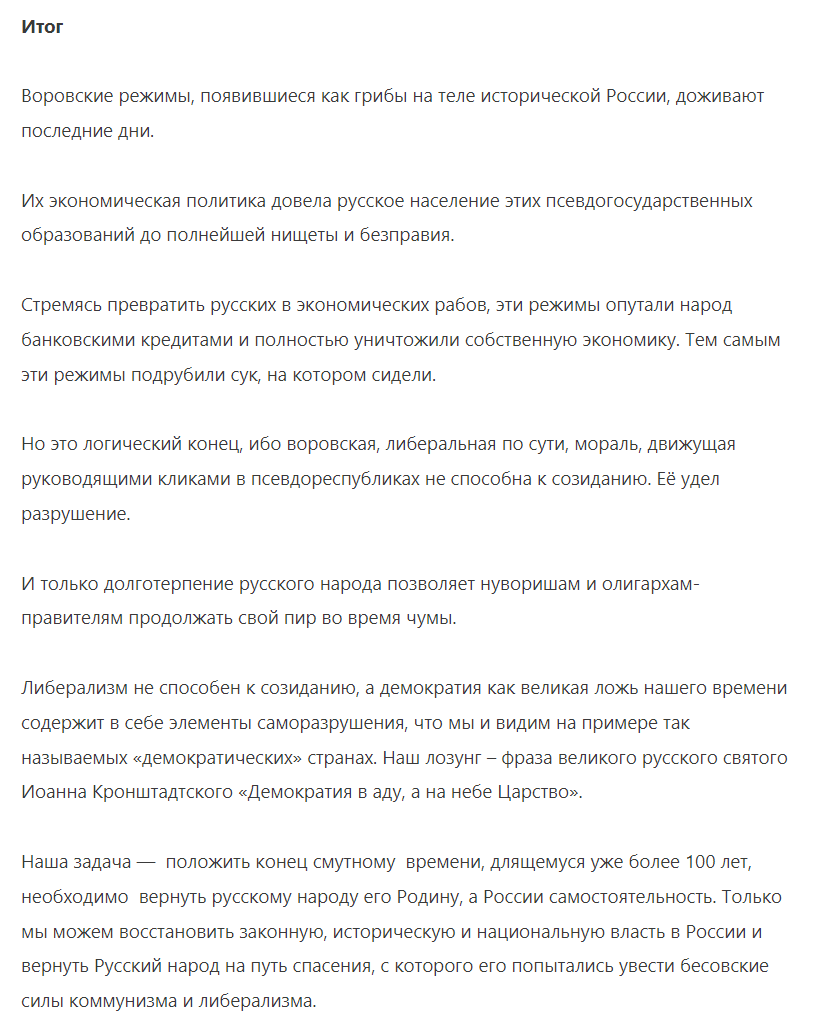 Итог
Воровские режимы, появившиеся как грибы на теле исторической России, доживают
последние дни.
Их экономическая политика довела русское население этих псевдогосударственных
образований до полнейшей нищеты и безправия.
Стремясь превратить русских в экономических рабов, эти режимы опутали народ
банковскими кредитами и полностью уничтожили собственную экономику. Тем самым
эти режимы подрубили сук, на котором сидели.
Но это логический конец, ибо воровская, либеральная по сути, мораль, движущая
руководящими кликами в псевдореспубликах не способна к созиданию. Её удел
разрушение.
И только долготерпение русского народа позволяет нуворишам и олигархам-
правителям продолжать свой пир во время чумы.
Либерализм не способен к созиданию, а демократия как великая ложь нашего времени
содержит в себе элементы саморазрушения, что мы и видим на примере так
называемых «демократических» странах. Наш лозунг – фраза великого русского святого
Иоанна Кронштадтского «Демократия в аду, а на небе Царство».
Наша задача —  положить конец смутному  времени, длящемуся уже более 100 лет,
необходимо  вернуть русскому народу его Родину, а России самостоятельность. Только
мы можем восстановить законную, историческую и национальную власть в России и
вернуть Русский народ на путь спасения, с которого его попытались увести бесовские
силы коммунизма и либерализма.